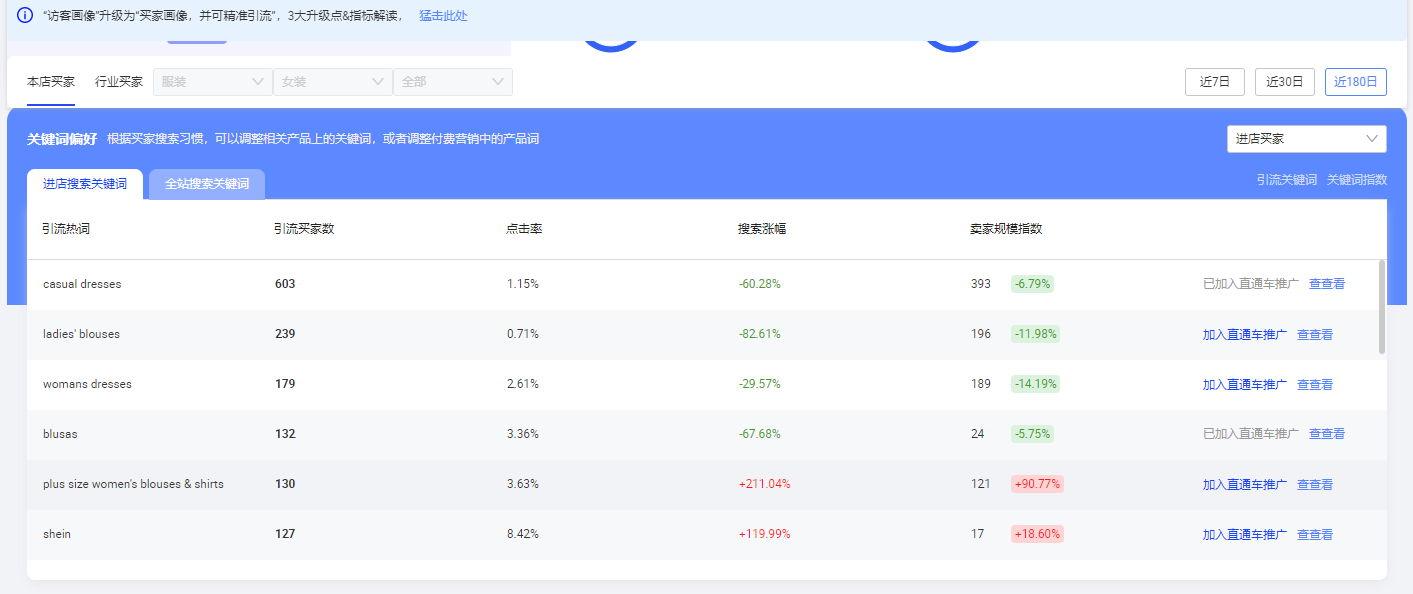 “访客画像”升级为“买家画像，并可精准引流”，3大升级点&指标解读， 猛击此处
本店买家 行业买家 服装 女装 全部 近7日 近30日 近180日
关键词偏好 根据买家搜索习惯，可以调整相关产品上的关键词，或者调整付费营销中的产品词 进店买家
进店搜索关键词 全站搜索关键词 引流关键词 关键词指数
引流热词 引流买家数 点击率 搜索涨幅 卖家规模指数
casual dresses 603 1.15% -60.28% 393 -6.79% 已加入直通车推广 查查看
ladies' blouses 239 0.71% -82.61% 196 -11.98% 加入直通车推广 查查看
womans dresses 179 2.61% -29.57% 189 -14.19% 加入直通车推广 查查看
blusas 132 3.36% -67.68% 24 -5.75% 已加入直通车推广 查查看
plus size women's blouses & shirts 130 3.63% +211.04% 121 +90.77% 加入直通车推广 查查看
shein 127 8.42% +119.99% 17 +18.60% 加入直通车推广 查查看